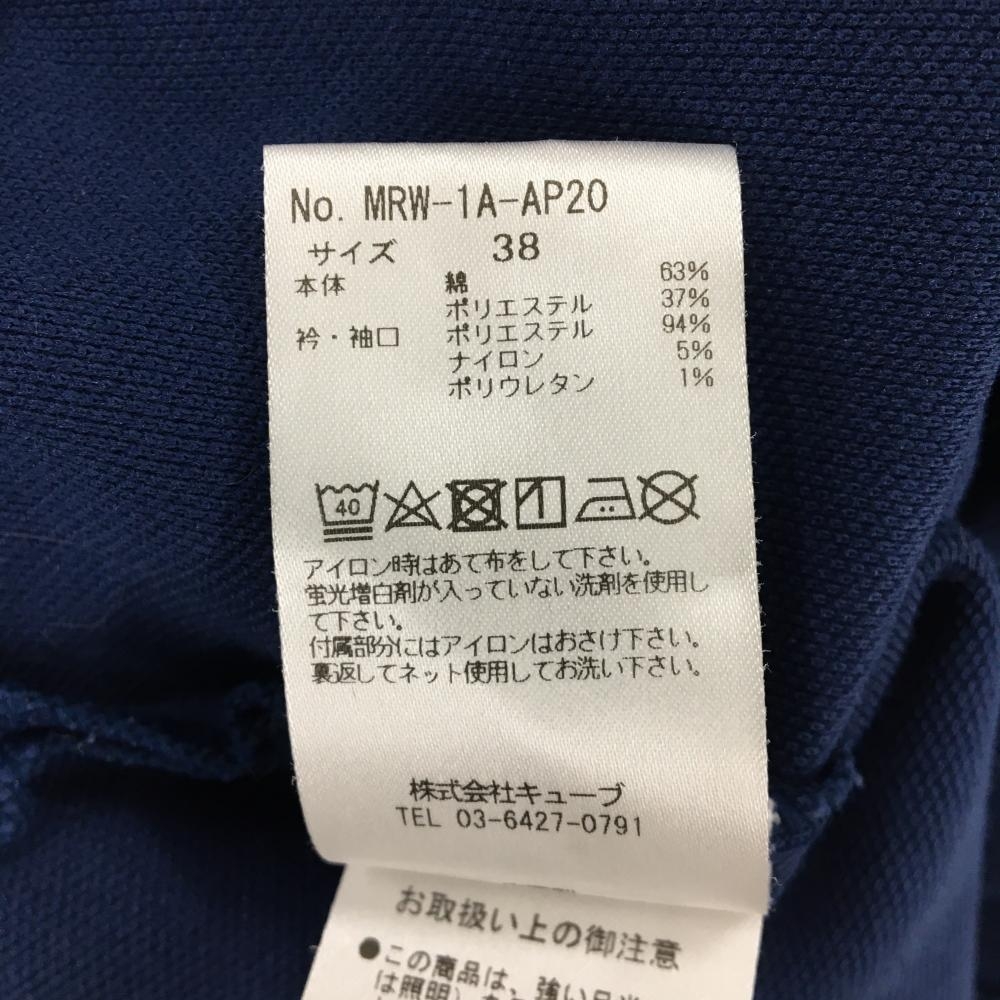 No. MRW-1A-AP20
サイズ 38
本体 綿 63%
ポリエステル 37%
衿・袖口 ポリエステル 94%
ナイロン 5%
ポリウレタン 1%
40
アイロン時はあて布をして下さい。
蛍光増白剤が入っていない洗剤を使用し
て下さい。
付属部分にはアイロンはおさけ下さい。
裏返してネット使用してお洗い下さい。
株式会社キューブ
TEL 03-6427-0791
お取扱い上の御注意
●この商品は、強い日光
は照明)を